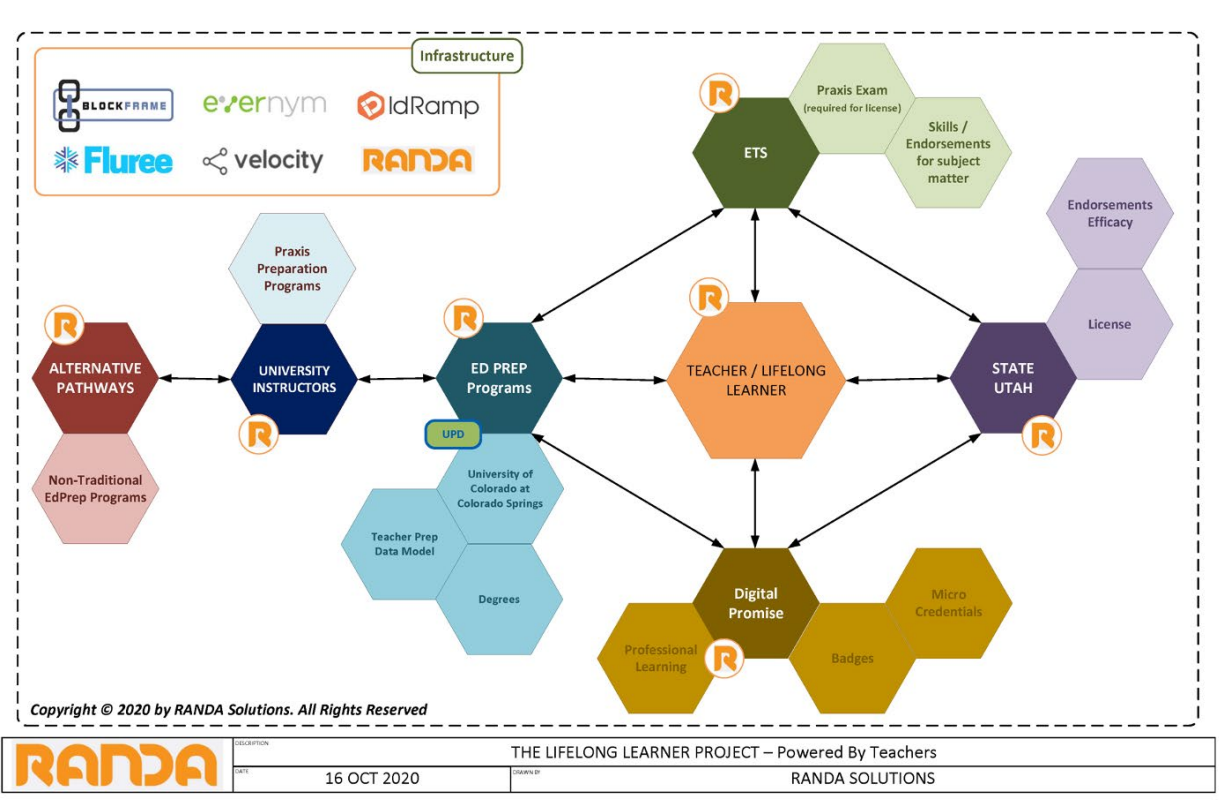 Infrastructure
BLOCKFRAME
evernym
IdRamp
Fluree
velocity
RANDA
R
ETS
Praxis Exam
(required for license)
Skills /
Endorsements
for subject
matter
Endorsements
Efficacy
License
Praxis
Preparation
Programs
R
ALTERNATIVE
PATHWAYS
Non-Traditional
EdPrep Programs
UNIVERSITY
INSTRUCTORS
R
R
ED PREP
Programs
UPD
University of
Colorado at
Colorado Springs
Teacher Prep
Data Model
Degrees
R
TEACHER / LIFELONG
LEARNER
STATE
UTAH
R
Digital
Promise
R
Professional
Learning
Badges
Micro
Credentials
Copyright © 2020 by RANDA Solutions. All Rights Reserved
RANDA
DESCRIPTION
THE LIFELONG LEARNER PROJECT – Powered By Teachers
DATE
16 OCT 2020
DRAWN BY
RANDA SOLUTIONS